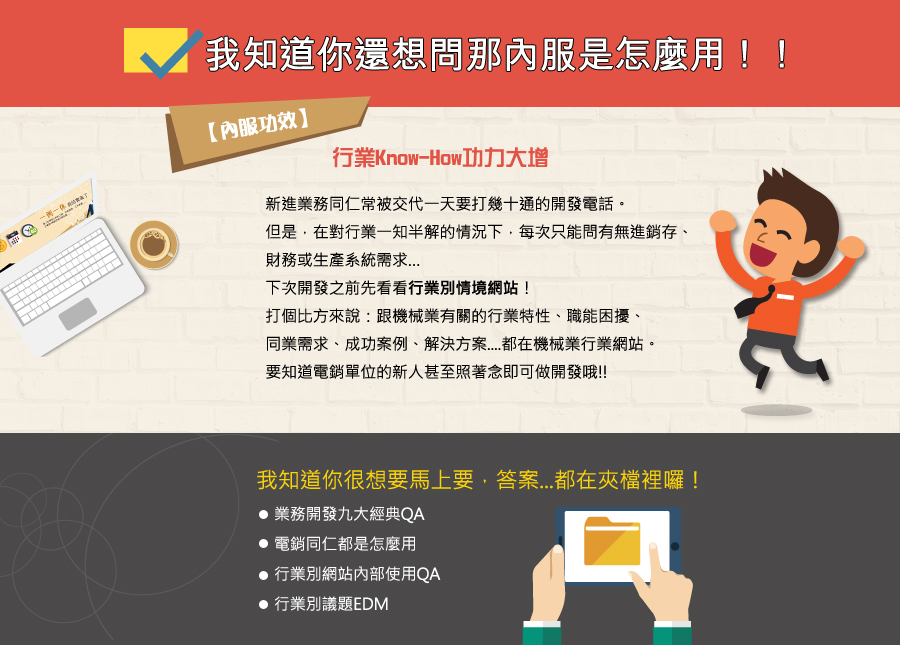 我知道你還想問那內服是怎麼用！！
【內服功效】
行業Know-How功力大增
新進業務同仁常被交代一天要打幾十通的開發電話。
但是，在對行業一知半解的情況下，每次只能問有無進銷存、
財務或生產系統需求...
下次開發之前先看看行業別情境網站！
打個比方來說：跟機械業有關的行業特性、職能困擾、
同業需求、成功案例、解決方案....都在機械業行業網站。
要知道電銷單位的新人甚至照著念即可做開發哦!!
我知道你很想要馬上要，答案...都在夾檔裡囉！
● 業務開發九大經典QA
● 電銷同仁都是怎麼用
● 行業別網站內部使用QA
● 行業別議題EDM